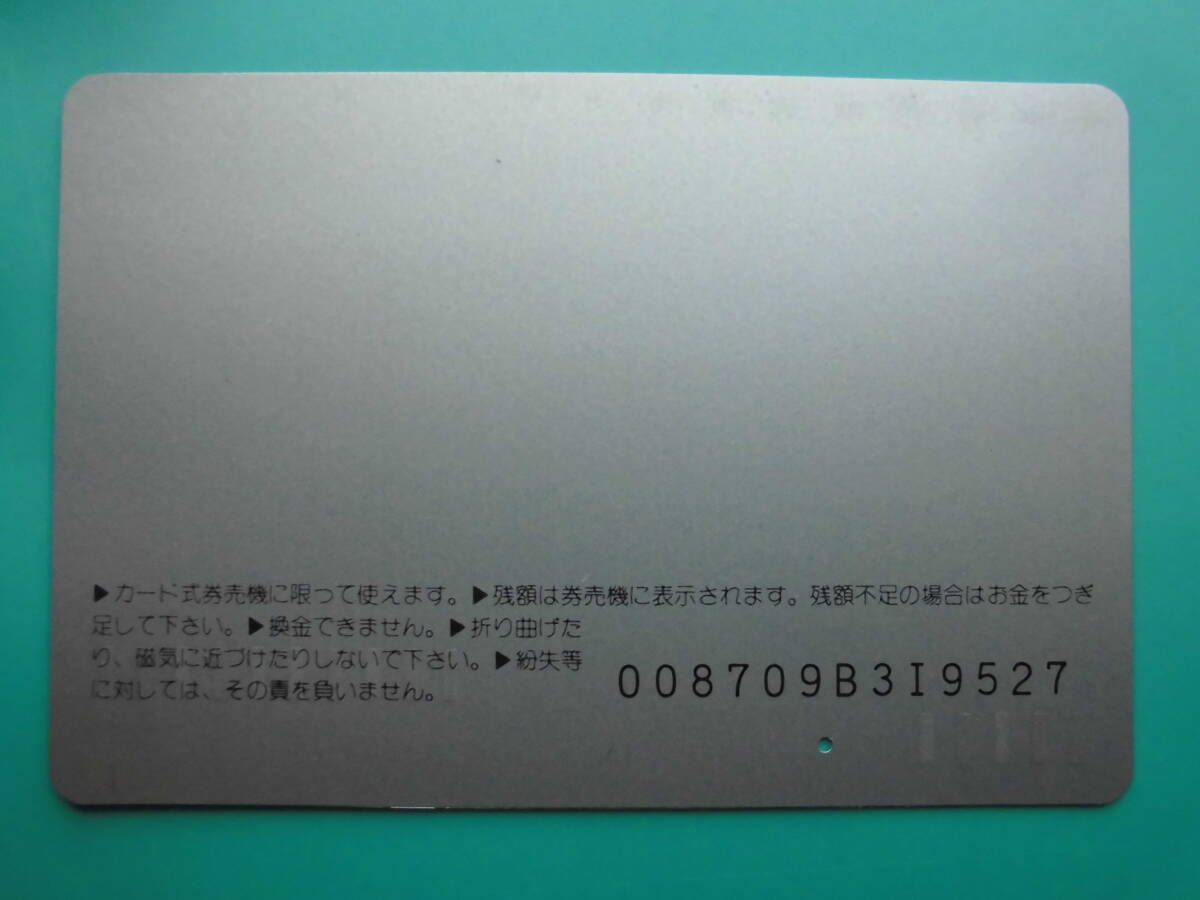 ▶カード式券売機に限って使えます。▶残額は券売機に表示されます。残額不足の場合はお金をつぎ
足して下さい。▶換金できません。▶折り曲げた
り、磁気に近づけたりしないで下さい。▶紛失等
に対しては、その責を負いません。
008709B3I9527